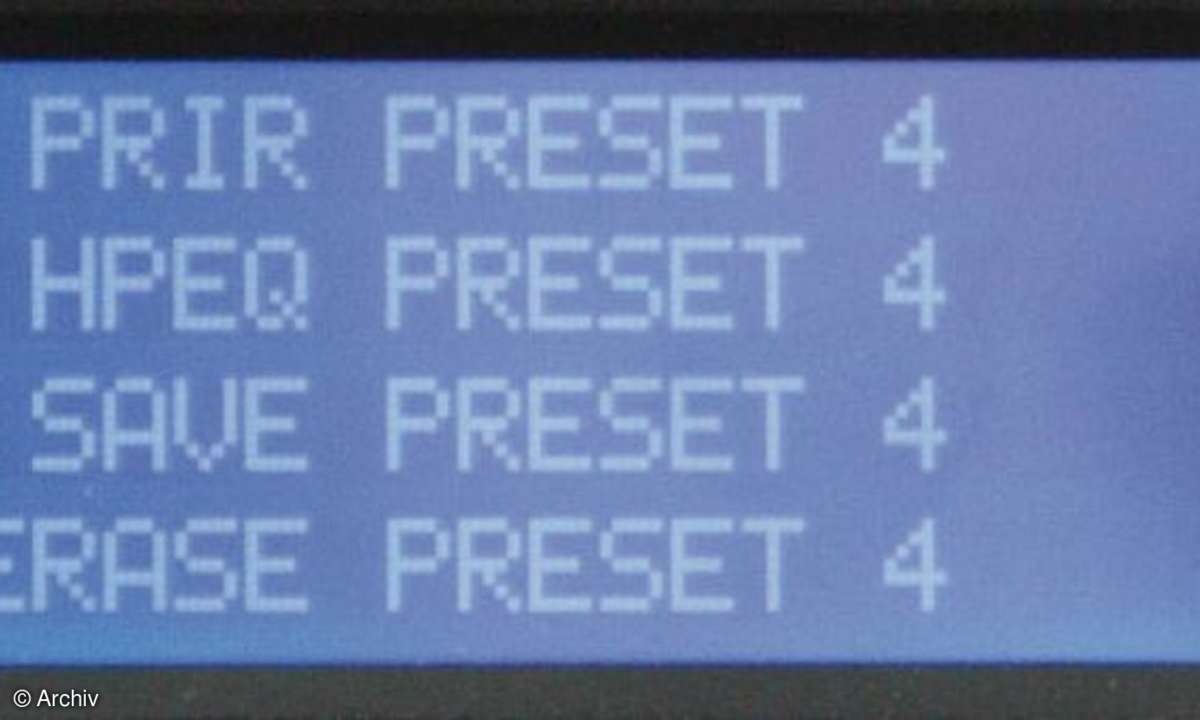 PRIR PRESET 4
HPEQ PRESET 4
SAVE PRESET 4
ERASE PRESET 4
© Archiv